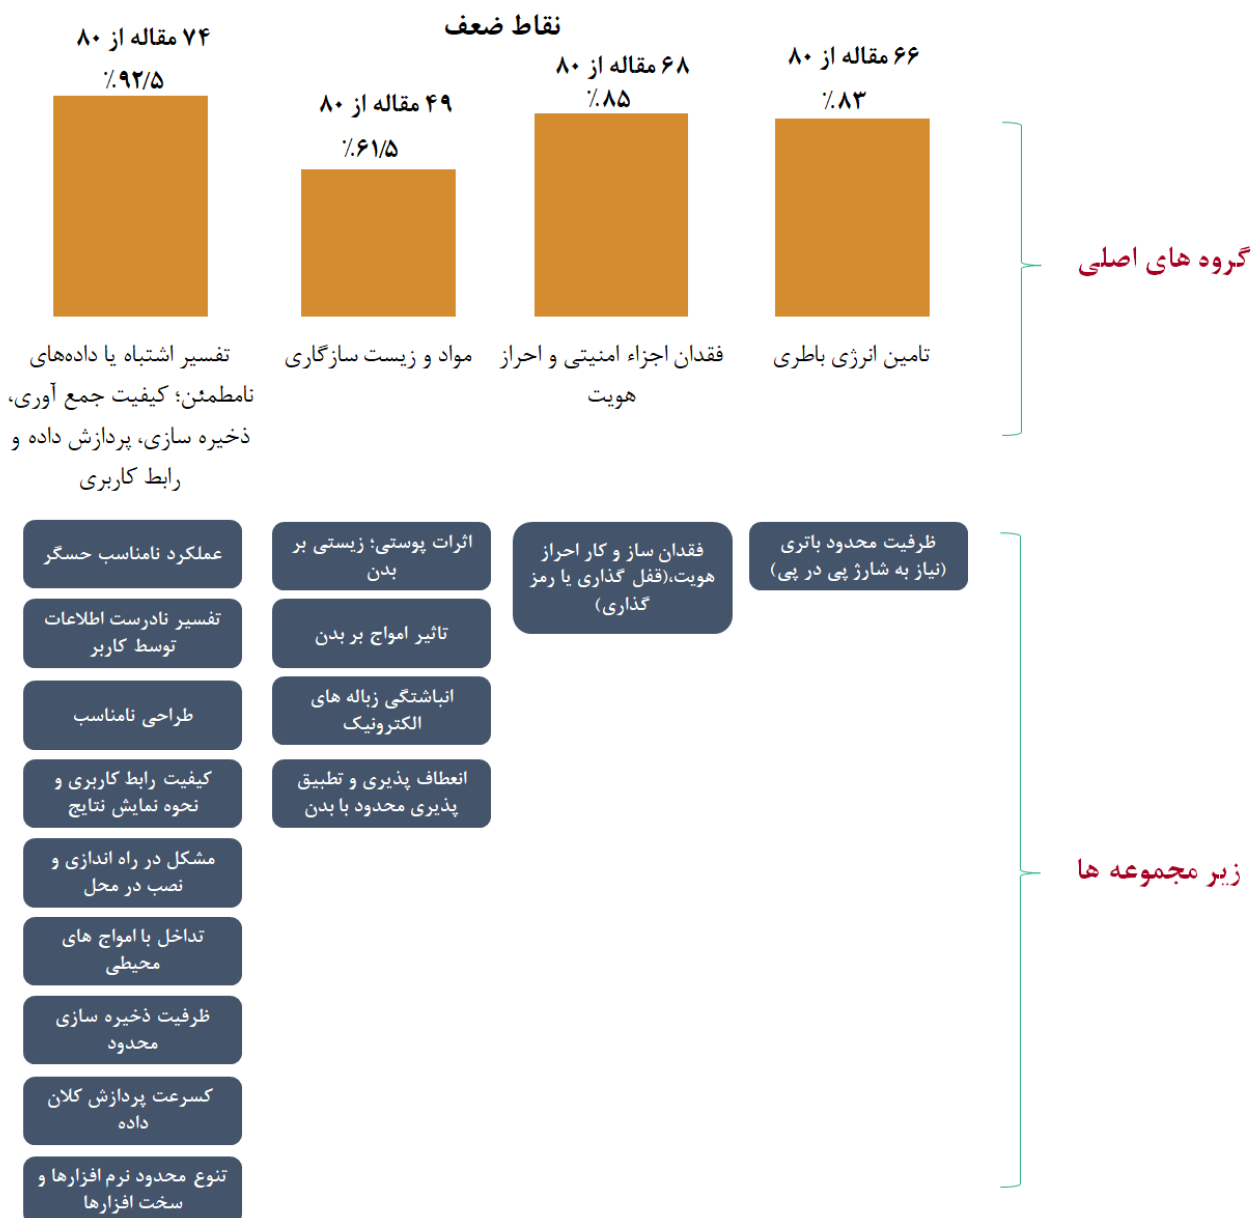 نقاط ضعف
۶۶ مقاله از ۸۰
٪۸۳
۶۸ مقاله از ۸۰
٪۸۵
۴۹ مقاله از ۸۰
٪۶۱/۵
۷۴ مقاله از ۸۰
٪۹۲/۵
گروه های اصلی
تامین انرژی باطری
فقدان اجزاء امنیتی و احراز
هویت
مواد و زیست سازگاری
تفسیر اشتباه یا داده‌های
نامطمئن؛ کیفیت جمع آوری،
ذخیره سازی، پردازش داده و
رابط کاربری
زیر مجموعه ها
ظرفیت محدود باتری
(نیاز به شارژ پی در پی)
فقدان ساز و کار احراز
هویت،(قفل گذاری یا رمز
گذاری)
اثرات پوستی؛ زیستی بر
بدن
تاثیر امواج بر بدن
انباشتگی زباله های
الکترونیک
انعطاف پذیری و تطبیق
پذیری محدود با بدن
عملکرد نامناسب حسگر
تفسیر نادرست اطلاعات
توسط کاربر
طراحی نامناسب
کیفیت رابط کاربری و
نحوه نمایش نتایج
مشکل در راه اندازی و
نصب در محل
تداخل با امواج های
محیطی
ظرفیت ذخیره سازی
محدود
کسرعت پردازش کلان
داده
تنوع محدود نرم افزارها و
سخت افزارها